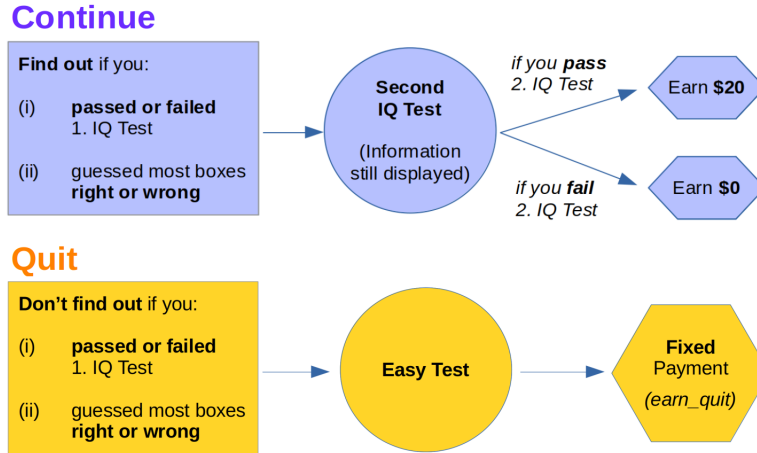 Continue
Find out if you:
(i) passed or failed
1. IQ Test
(ii) guessed most boxes
right or wrong
Second
IQ Test
(Information
still displayed)
if you pass
2. IQ Test
Earn $20
if you fail
2. IQ Test
Earn $0
Quit
Don't find out if you:
(i) passed or failed
1. IQ Test
(ii) guessed most boxes
right or wrong
Easy Test
Fixed
Payment
(earn_quit)